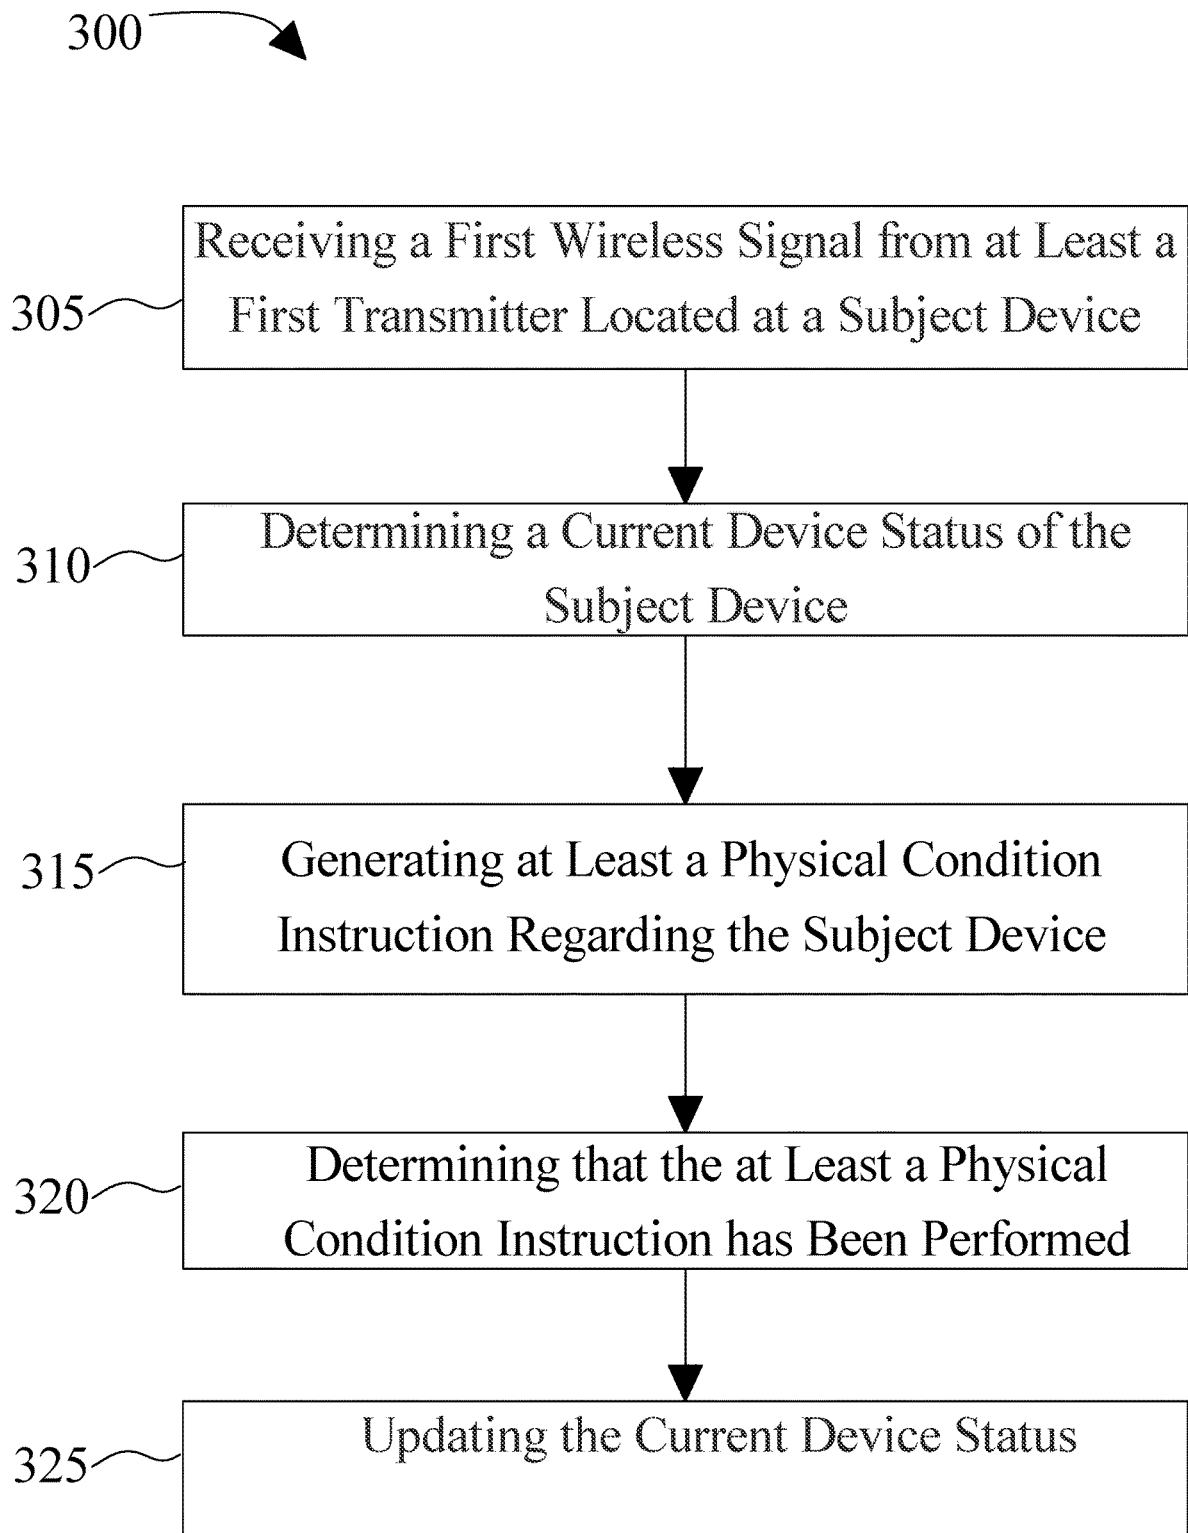 300
Receiving a First Wireless Signal from at Least a
305
First Transmitter Located at a Subject Device
Determining a Current Device Status of the
310
Subject Device
315
Generating at Least a Physical Condition
Instruction Regarding the Subject Device
Determining that the at Least a Physical
320
Condition Instruction has Been Performed
Updating the Current Device Status
325